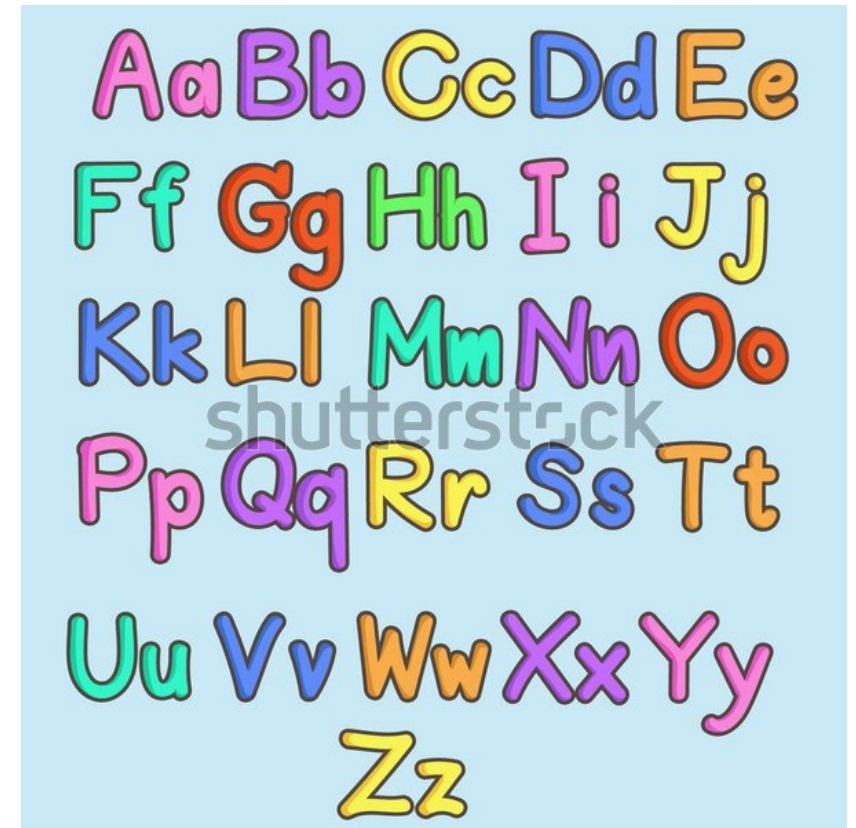 Aa Bb Cc Dd Ee
Ff Gg Hh Ii Jj
Kk Ll Mm Nn Oo
shutterstock
Pp Qq Rr Ss Tt
Uu Vv Ww Xx Yy
Zz